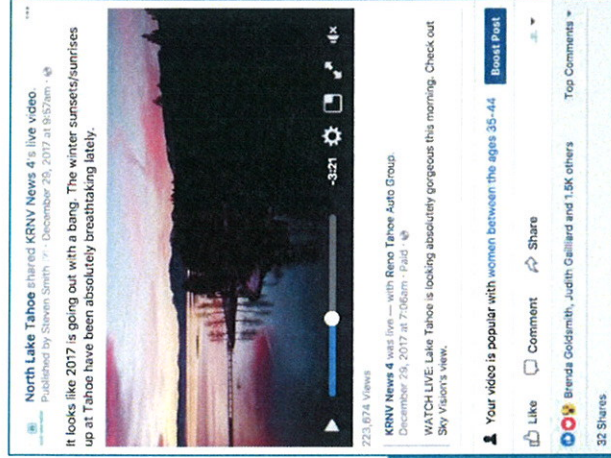 North Lake Tahoe shared KRNV News 4's live video.
Published by Steven Smith · December 29, 2017 at 9:57am ·
It looks like 2017 is going out with a bang. The winter sunsets/sunrises
up at Tahoe have been absolutely breathtaking lately.
-3:21
223,674 Views
KRNV News 4 was live — with Reno Tahoe Auto Group.
December 29, 2017 at 7:06am · Paid ·
WATCH LIVE: Lake Tahoe is looking absolutely gorgeous this morning. Check out
Sky Vision's view.
Your video is popular with women between the ages 35-44
Boost Post
Like Comment Share
Brenda Goldsmith, Judith Gailliard and 1.5K others
Top Comments
32 Shares